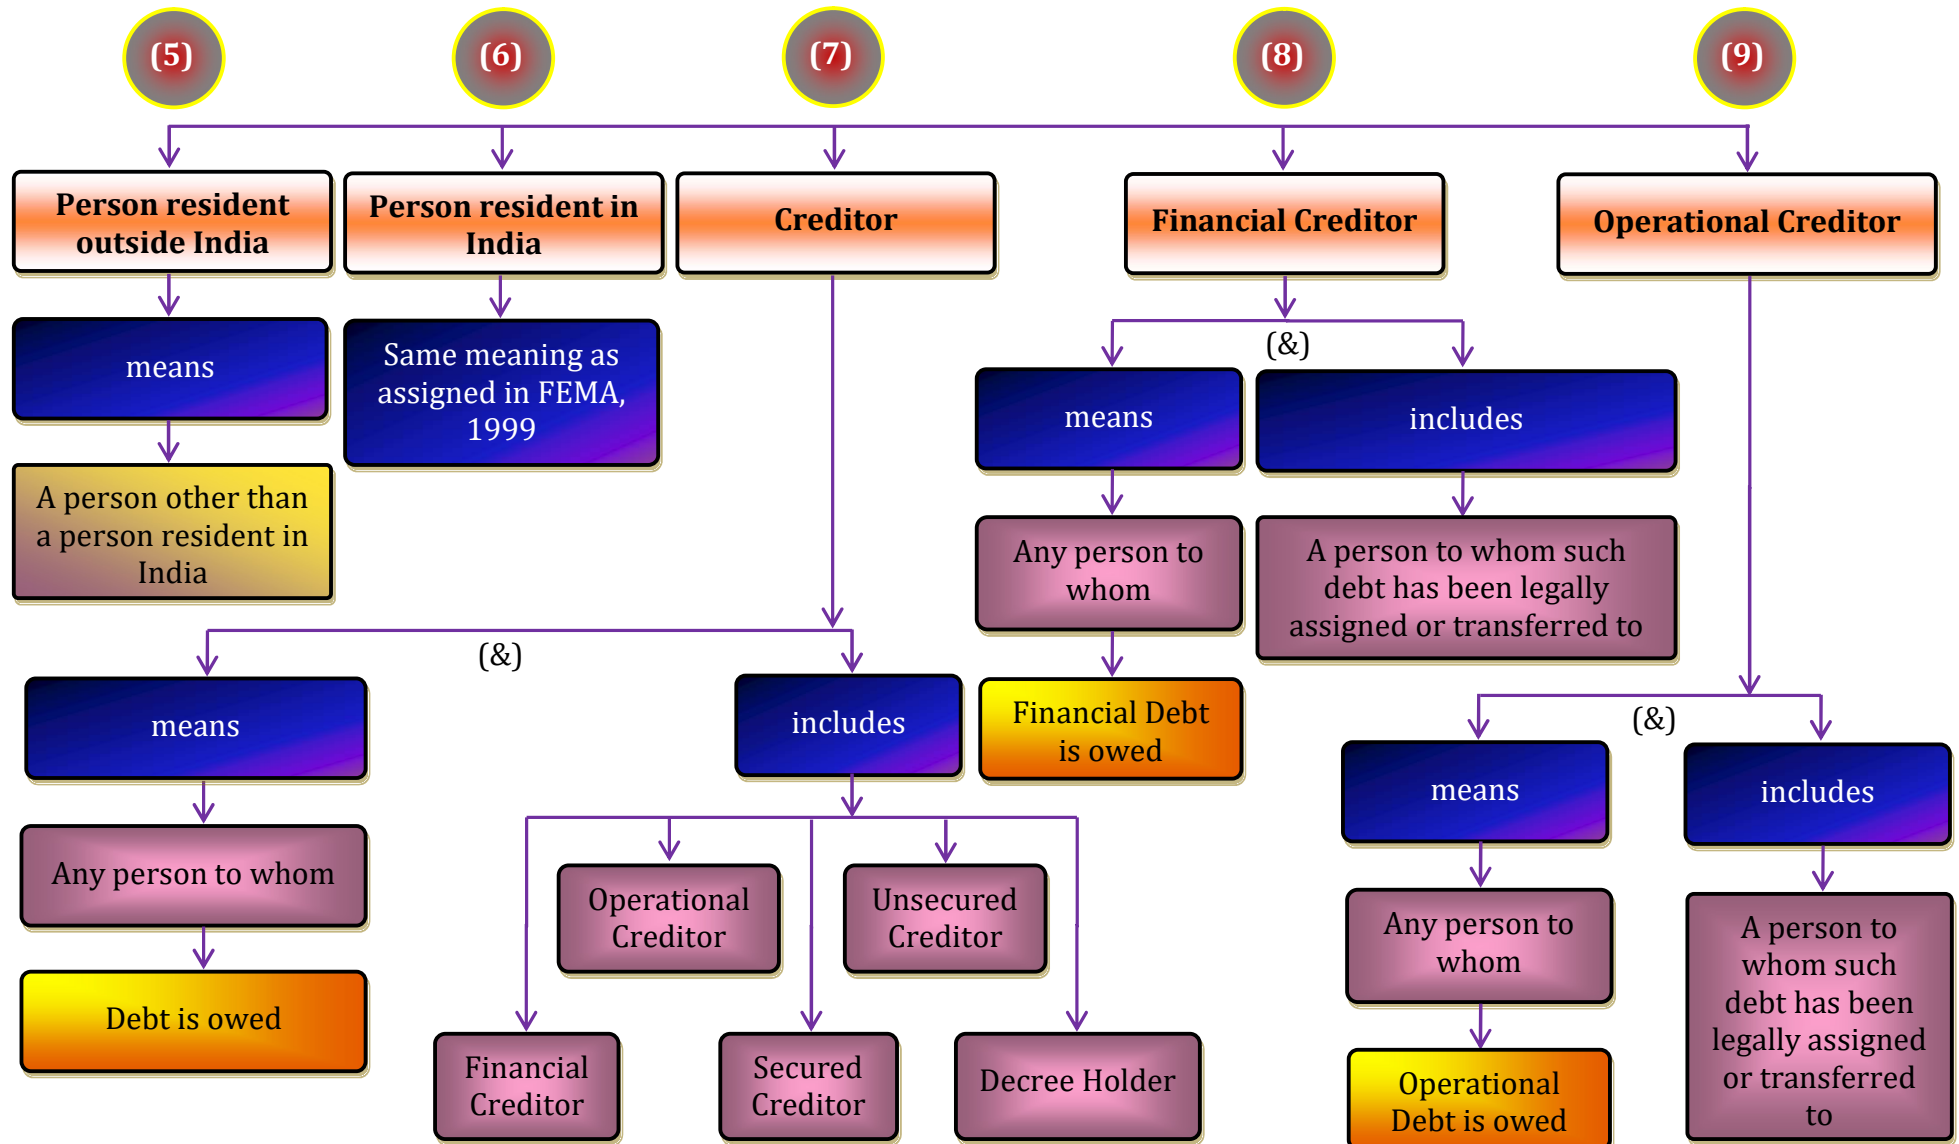 (5)
(6)
(7)
(8)
(9)
Person resident
outside India
Person resident in
India
Creditor
Financial Creditor
Operational Creditor
means
A person other than
a person resident in
India
Same meaning as
assigned in FEMA,
1999
(&)
means
Any person to whom
Debt is owed
includes
Operational
Creditor
Unsecured
Creditor
Financial
Creditor
Secured
Creditor
Decree Holder
(&)
means
Any person to
whom
Financial Debt
is owed
includes
A person to whom such
debt has been legally
assigned or transferred to
(&)
means
Any person to
whom
Operational
Debt is owed
includes
A person to
whom such
debt has been
legally assigned
or transferred
to